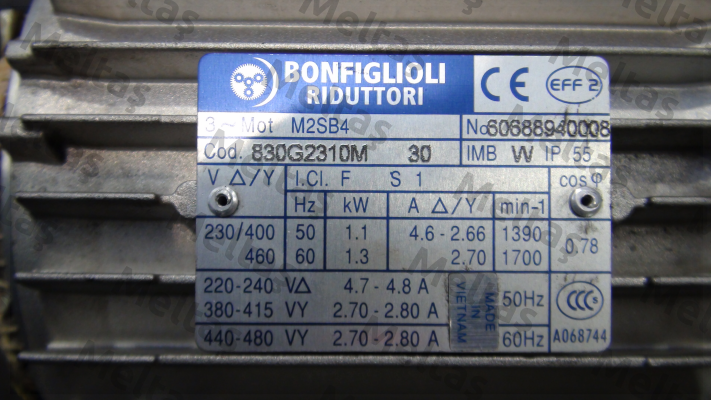 BONFIGLIOLI
RIDUTTORI
CE EFF 2
3~Mot M2SB4 No 60688940008
Cod. 830G2310M 30 IMB W IP 55
V Δ/Y I.Cl. F S 1 cosφ
Hz kW A Δ/Y min-1
230/400 50 1.1 4.6-2.66 1390 0.78
460 60 1.3 2.70 1700
220-240 VΔ 4.7-4.8 A 50Hz
380-415 VY 2.70-2.80 A
440-480 VY 2.70-2.80 A 60Hz
MADE
IN
VIETNAM
CCC S
A068744
Meltaş